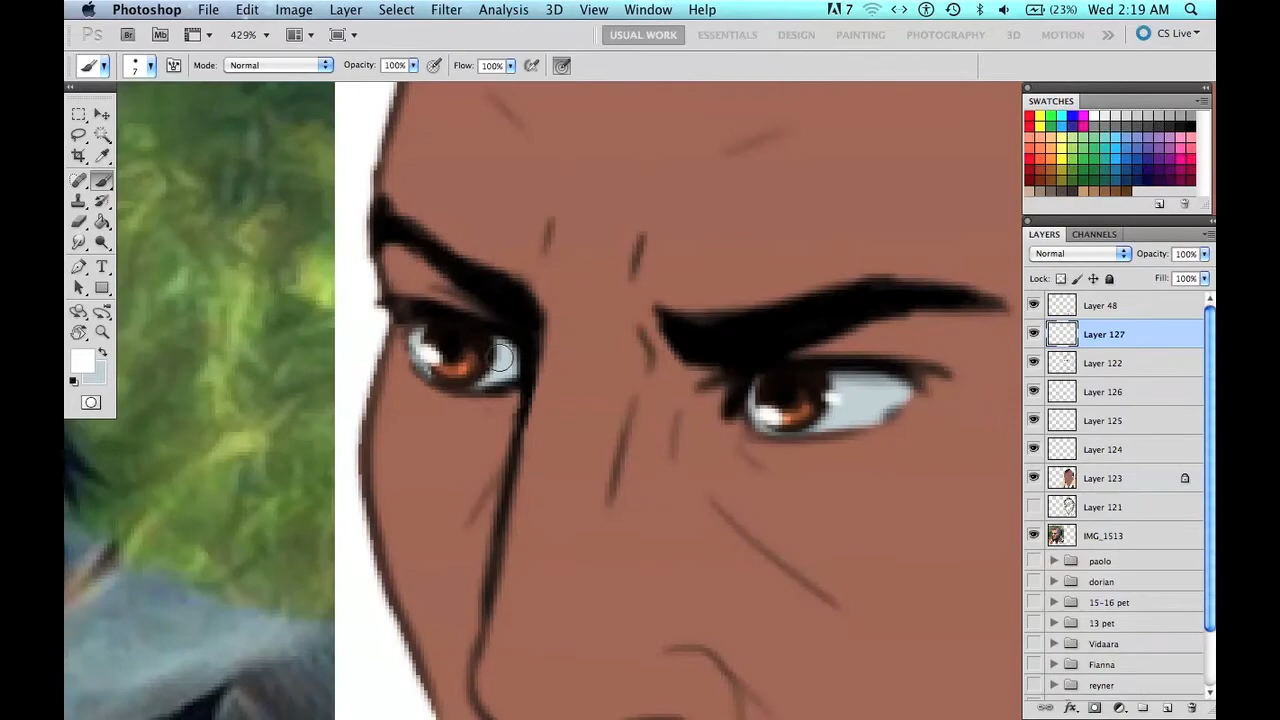 Photoshop File Edit Image Layer Select Filter Analysis 3D View Window Help 7 (23%) Wed 2:19 AM
Ps Br Mb 429% USUAL WORK ESSENTIALS DESIGN PAINTING PHOTOGRAPHY 3D MOTION CS Live
7 Mode: Normal Opacity: 100% Flow: 100%
SWATCHES
LAYERS CHANNELS
Normal Opacity: 100%
Lock: Fill: 100%
Layer 48
Layer 127
Layer 122
Layer 126
Layer 125
Layer 124
Layer 123
Layer 121
IMG_1513
paolo
dorian
15-16 pet
13 pet
Vidaara
Fianna
reyner